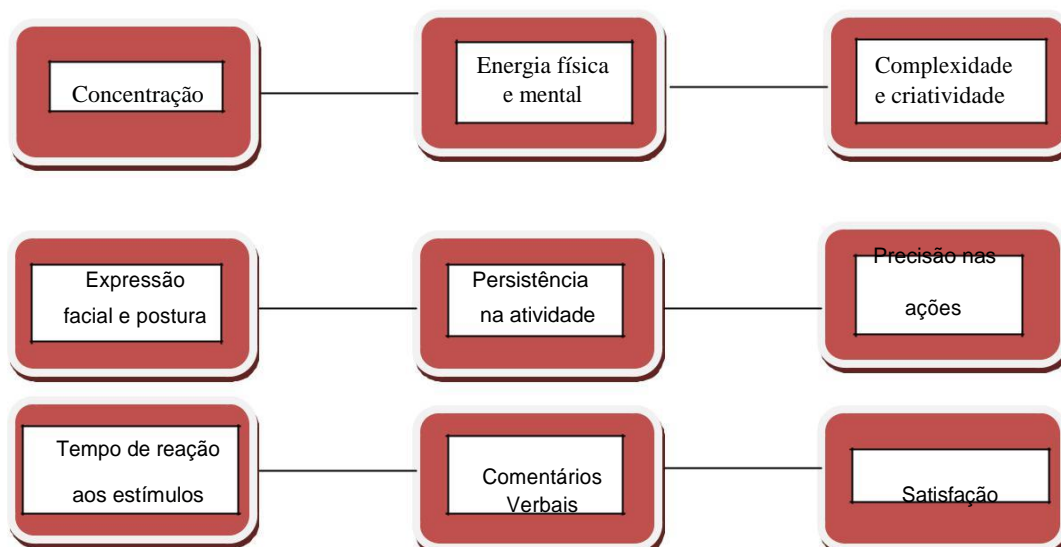 Concentração
Energia física
e mental
Complexidade
e criatividade
Expressão
facial e postura
Persistência
na atividade
Precisão nas
ações
Tempo de reação
aos estímulos
Comentários
Verbais
Satisfação